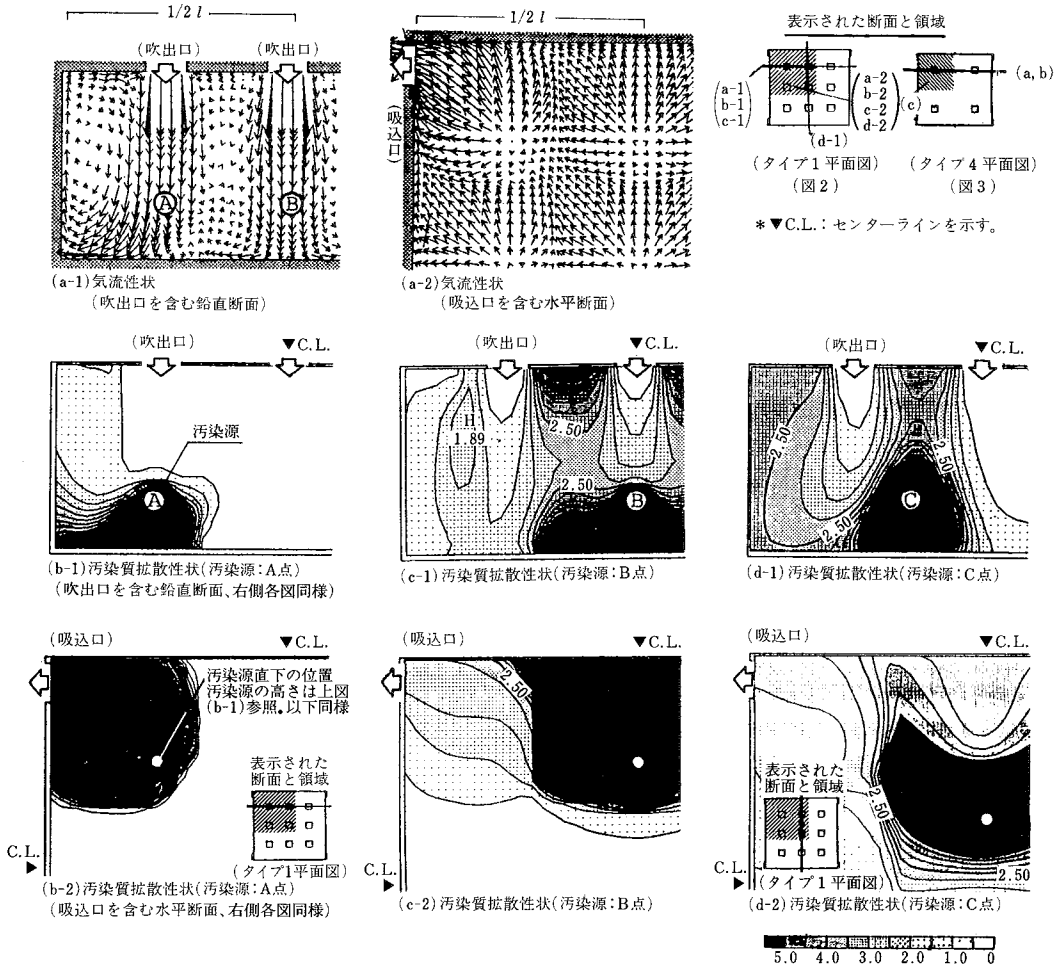 1/2 l
(吹出口)
(吹出口)
Ⓐ
Ⓑ
(a-1)気流性状
(吹出口を含む鉛直断面)
1/2 l
(吸込口)
(a-2)気流性状
(吸込口を含む水平断面)
表示された断面と領域
(a-1 b-1 c-1)
(a-2 b-2 c-2 d-2)
(d-1)
(タイプ1平面図)
(図2)
(a, b)
(c)
(タイプ4平面図)
(図3)
*▼C.L.:センターラインを示す。
(吹出口)
▼C.L.
汚染源
Ⓐ
(b-1)汚染質拡散性状(汚染源:A点)
(吹出口を含む鉛直断面、右側各図同様)
(吹出口)
▼C.L.
H
1.89
2.50
2.50
Ⓑ
(c-1)汚染質拡散性状(汚染源:B点)
(吹出口)
▼C.L.
2.50
2.50
2.50
Ⓒ
(d-1)汚染質拡散性状(汚染源:C点)
(吸込口)
▼C.L.
汚染源直下の位置
汚染源の高さは上図
(b-1)参照。以下同様
表示された
断面と領域
(タイプ1平面図)
C.L.
▶
(b-2)汚染質拡散性状(汚染源:A点)
(吸込口を含む水平断面、右側各図同様)
(吸込口)
▼C.L.
2.50
C.L.
▶
(c-2)汚染質拡散性状(汚染源:B点)
(吸込口)
▼C.L.
2.50
表示された
断面と領域
(タイプ1平面図)
2.50
C.L.
▶
(d-2)汚染質拡散性状(汚染源:C点)
5.0 4.0 3.0 2.0 1.0 0